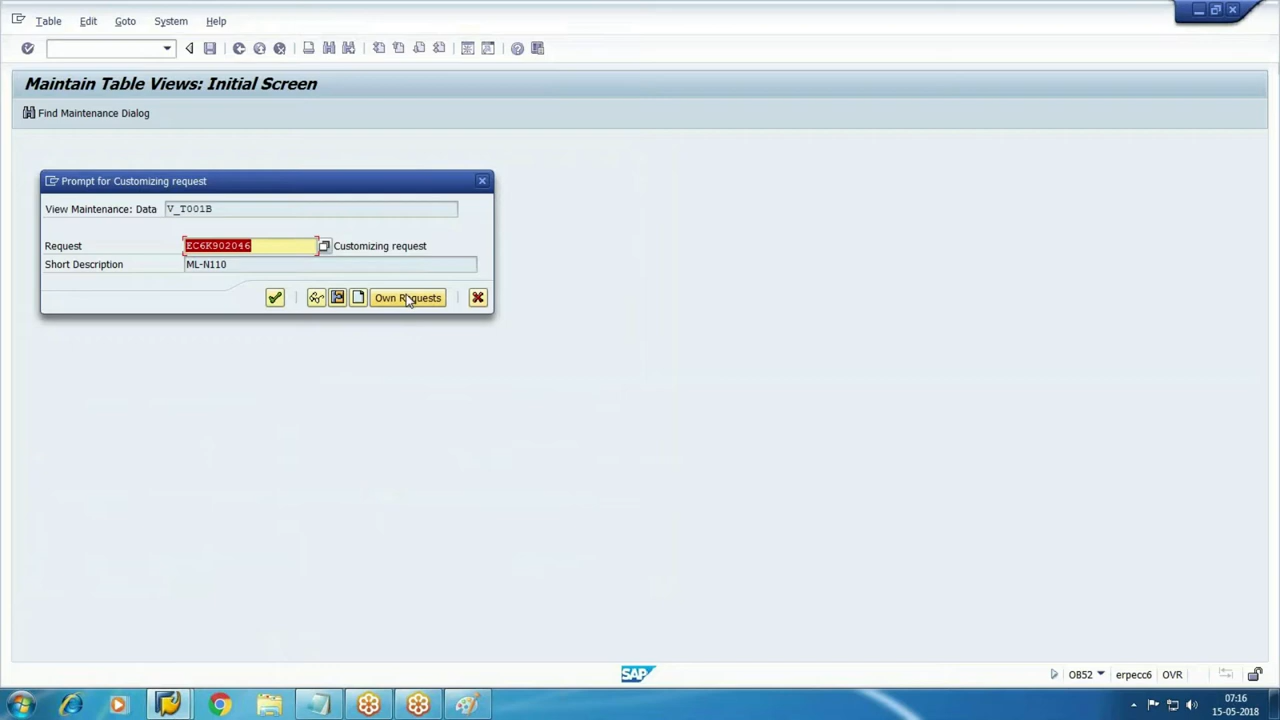 Table Edit Goto System Help
Maintain Table Views: Initial Screen
Find Maintenance Dialog
Prompt for Customizing request
View Maintenance: Data V_T001B
Request EC6K902046 Customizing request
Short Description ML-N110
Own Requests
SAP
OB52 erpecc6 OVR
07:16
15-05-2018